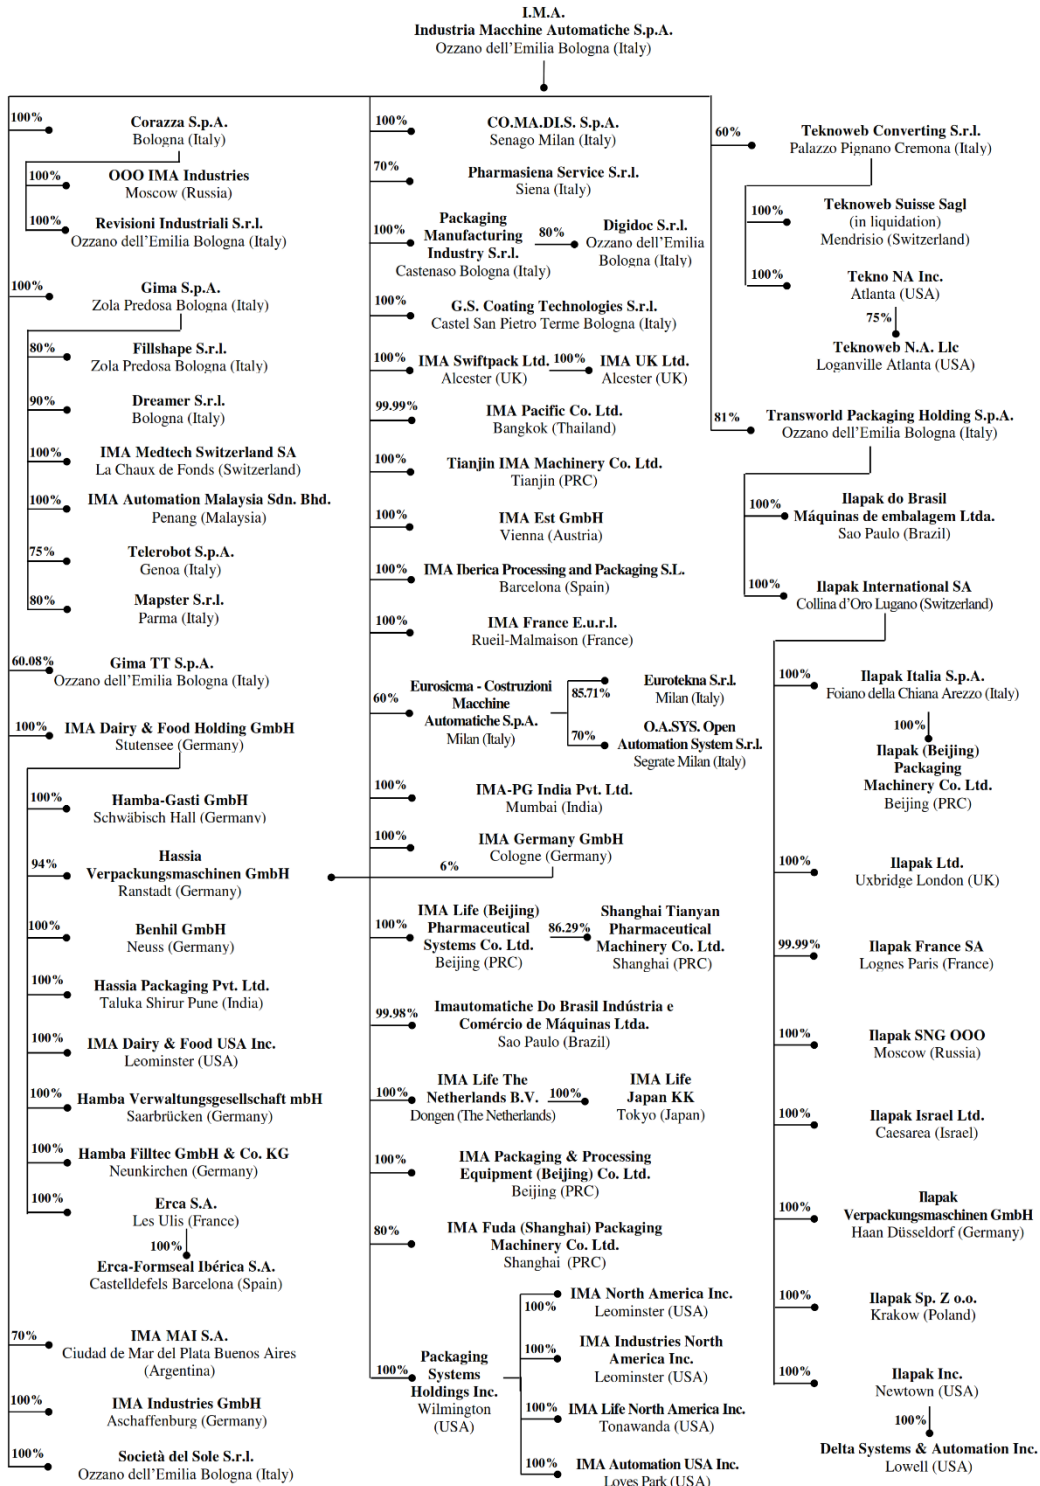 I.M.A.
Industria Macchine Automatiche S.p.A.
Ozzano dell'Emilia Bologna (Italy)
100%
Corazza S.p.A.
Bologna (Italy)
100%
OOO IMA Industries
Moscow (Russia)
100%
Revisioni Industriali S.r.l.
Ozzano dell'Emilia Bologna (Italy)
100%
Gima S.p.A.
Zola Predosa Bologna (Italy)
80%
Fillshape S.r.l.
Zola Predosa Bologna (Italy)
90%
Dreamer S.r.l.
Bologna (Italy)
100%
IMA Medtech Switzerland SA
La Chaux de Fonds (Switzerland)
100%
IMA Automation Malaysia Sdn. Bhd.
Penang (Malaysia)
75%
Telerobot S.p.A.
Genoa (Italy)
80%
Mapster S.r.l.
Parma (Italy)
60.08%
Gima TT S.p.A.
Ozzano dell'Emilia Bologna (Italy)
100%
IMA Dairy & Food Holding GmbH
Stutensee (Germany)
100%
Hamba-Gasti GmbH
Schwäbisch Hall (Germany)
94%
Hassia
Verpackungsmaschinen GmbH
Ranstadt (Germany)
100%
Benhil GmbH
Neuss (Germany)
100%
Hassia Packaging Pvt. Ltd.
Taluka Shirur Pune (India)
100%
IMA Dairy & Food USA Inc.
Leominster (USA)
100%
Hamba Verwaltungsgesellschaft mbH
Saarbrücken (Germany)
100%
Hamba Filltec GmbH & Co. KG
Neunkirchen (Germany)
100%
Erca S.A.
Les Ulis (France)
100%
Erca-Formseal Ibérica S.A.
Castelldefels Barcelona (Spain)
70%
IMA MAI S.A.
Ciudad de Mar del Plata Buenos Aires
(Argentina)
100%
IMA Industries GmbH
Aschaffenburg (Germany)
100%
Società del Sole S.r.l.
Ozzano dell'Emilia Bologna (Italy)
100%
CO.MA.DI.S. S.p.A.
Senago Milan (Italy)
70%
Pharmasiena Service S.r.l.
Siena (Italy)
100%
Packaging
Manufacturing
Industry S.r.l.
Castenaso Bologna (Italy)
80%
Digidoc S.r.l.
Ozzano dell'Emilia
Bologna (Italy)
100%
G.S. Coating Technologies S.r.l.
Castel San Pietro Terme Bologna (Italy)
100%
IMA Swiftpack Ltd.
Alcester (UK)
100%
IMA UK Ltd.
Alcester (UK)
99.99%
IMA Pacific Co. Ltd.
Bangkok (Thailand)
100%
Tianjin IMA Machinery Co. Ltd.
Tianjin (PRC)
100%
IMA Est GmbH
Vienna (Austria)
100%
IMA Iberica Processing and Packaging S.L.
Barcelona (Spain)
100%
IMA France E.u.r.l.
Rueil-Malmaison (France)
60%
Eurosicma - Costruzioni
Macchine
Automatiche S.p.A.
Milan (Italy)
85.71%
Eurotekna S.r.l.
Milan (Italy)
70%
O.A.SYS. Open
Automation System S.r.l.
Segrate Milan (Italy)
100%
IMA-PG India Pvt. Ltd.
Mumbai (India)
100%
IMA Germany GmbH
Cologne (Germany)
6%
100%
IMA Life (Beijing)
Pharmaceutical
Systems Co. Ltd.
Beijing (PRC)
86.29%
Shanghai Tianyan
Pharmaceutical
Machinery Co. Ltd.
Shanghai (PRC)
99.98%
Imautomatiche Do Brasil Indústria e
Comércio de Máquinas Ltda.
Sao Paulo (Brazil)
100%
IMA Life The
Netherlands B.V.
Dongen (The Netherlands)
100%
IMA Life
Japan KK
Tokyo (Japan)
100%
IMA Packaging & Processing
Equipment (Beijing) Co. Ltd.
Beijing (PRC)
80%
IMA Fuda (Shanghai) Packaging
Machinery Co. Ltd.
Shanghai (PRC)
100%
Packaging
Systems
Holdings Inc.
Wilmington
(USA)
100%
IMA North America Inc.
Leominster (USA)
100%
IMA Industries North
America Inc.
Leominster (USA)
100%
IMA Life North America Inc.
Tonawanda (USA)
100%
IMA Automation USA Inc.
Loves Park (USA)
60%
Teknoweb Converting S.r.l.
Palazzo Pignano Cremona (Italy)
100%
Teknoweb Suisse Sagl
(in liquidation)
Mendrisio (Switzerland)
100%
Tekno NA Inc.
Atlanta (USA)
75%
Teknoweb N.A. Llc
Loganville Atlanta (USA)
81%
Transworld Packaging Holding S.p.A.
Ozzano dell'Emilia Bologna (Italy)
100%
Ilapak do Brasil
Máquinas de embalagem Ltda.
Sao Paulo (Brazil)
100%
Ilapak International SA
Collina d'Oro Lugano (Switzerland)
100%
Ilapak Italia S.p.A.
Foiano della Chiana Arezzo (Italy)
100%
Ilapak (Beijing)
Packaging
Machinery Co. Ltd.
Beijing (PRC)
100%
Ilapak Ltd.
Uxbridge London (UK)
99.99%
Ilapak France SA
Lognes Paris (France)
100%
Ilapak SNG OOO
Moscow (Russia)
100%
Ilapak Israel Ltd.
Caesarea (Israel)
100%
Ilapak
Verpackungsmaschinen GmbH
Haan Düsseldorf (Germany)
100%
Ilapak Sp. Z o.o.
Krakow (Poland)
100%
Ilapak Inc.
Newtown (USA)
100%
Delta Systems & Automation Inc.
Lowell (USA)